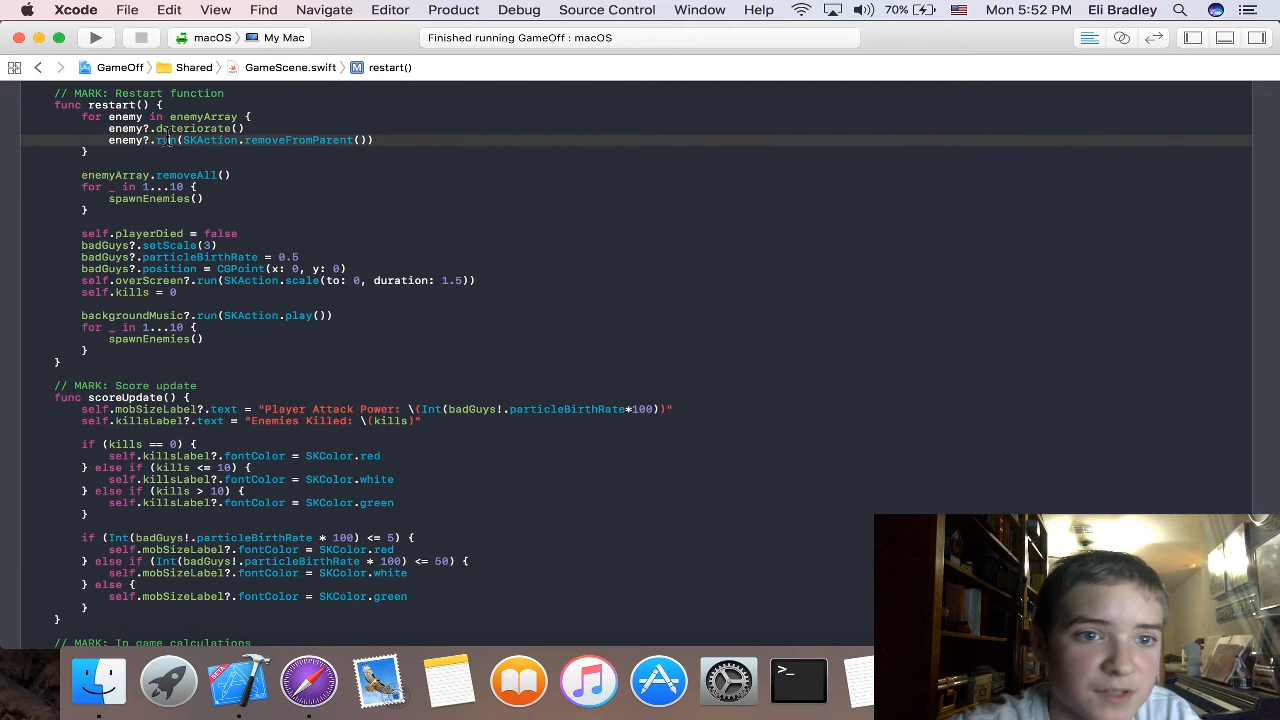 Xcode File Edit View Find Navigate Editor Product Debug Source Control Window Help 70% Mon 5:52 PM Eli Bradley
macOS My Mac Finished running GameOff : macOS
GameOff Shared GameScene.swift M restart()
// MARK: Restart function
func restart() {
for enemy in enemyArray {
enemy?.deteriorate()
enemy?.run(SKAction.removeFromParent())
}
enemyArray.removeAll()
for _ in 1...10 {
spawnEnemies()
}
self.playerDied = false
badGuys?.setScale(3)
badGuys?.particleBirthRate = 0.5
badGuys?.position = CGPoint(x: 0, y: 0)
self.overScreen?.run(SKAction.scale(to: 0, duration: 1.5))
self.kills = 0
backgroundMusic?.run(SKAction.play())
for _ in 1...10 {
spawnEnemies()
}
}
// MARK: Score update
func scoreUpdate() {
self.mobSizeLabel?.text = "Player Attack Power: \(Int(badGuys!.particleBirthRate*100))"
self.killsLabel?.text = "Enemies Killed: \(kills)"
if (kills == 0) {
self.killsLabel?.fontColor = SKColor.red
} else if (kills <= 10) {
self.killsLabel?.fontColor = SKColor.white
} else if (kills > 10) {
self.killsLabel?.fontColor = SKColor.green
}
if (Int(badGuys!.particleBirthRate * 100) <= 5) {
self.mobSizeLabel?.fontColor = SKColor.red
} else if (Int(badGuys!.particleBirthRate * 100) <= 50) {
self.mobSizeLabel?.fontColor = SKColor.white
} else {
self.mobSizeLabel?.fontColor = SKColor.green
}
}
// MARK: In game calculations